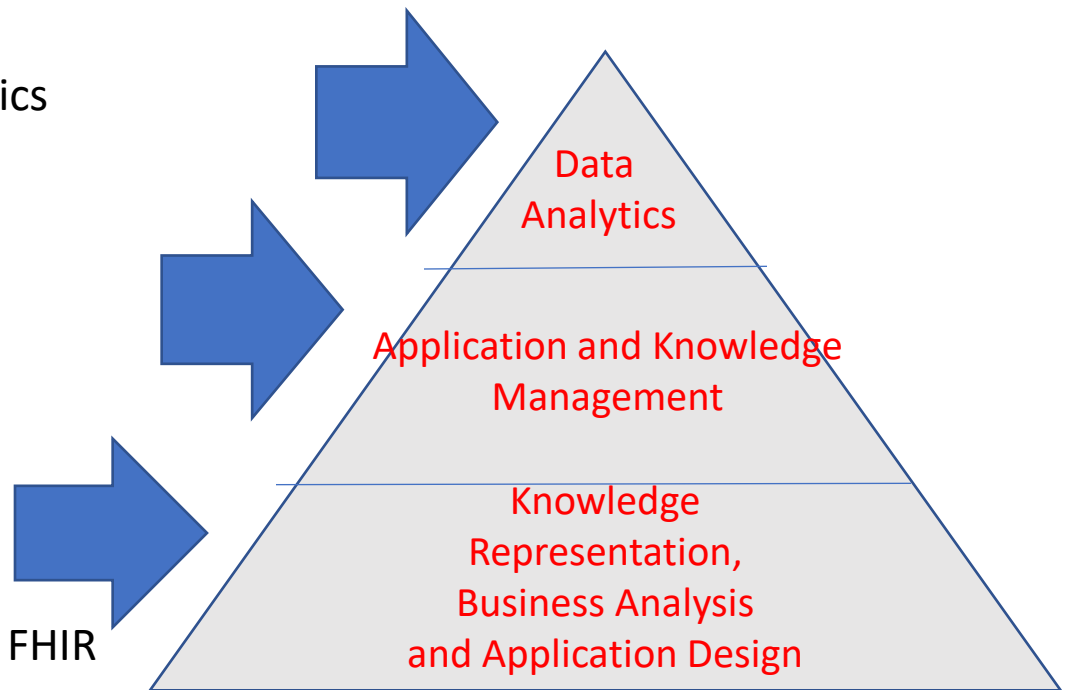 ics
Data
Analytics
Application and Knowledge
Management
Knowledge
Representation,
Business Analysis
and Application Design
FHIR